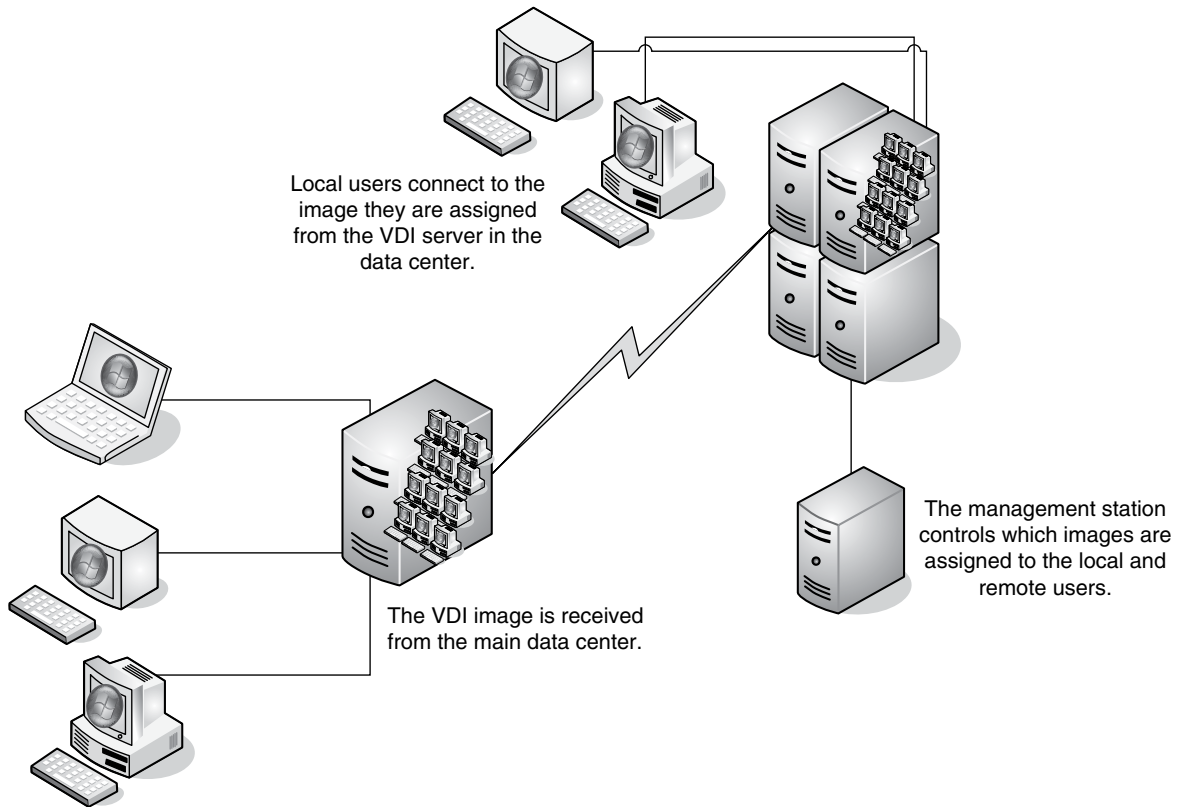 Local users connect to the
image they are assigned
from the VDI server in the
data center.
The management station
controls which images are
assigned to the local and
remote users.
The VDI image is received
from the main data center.